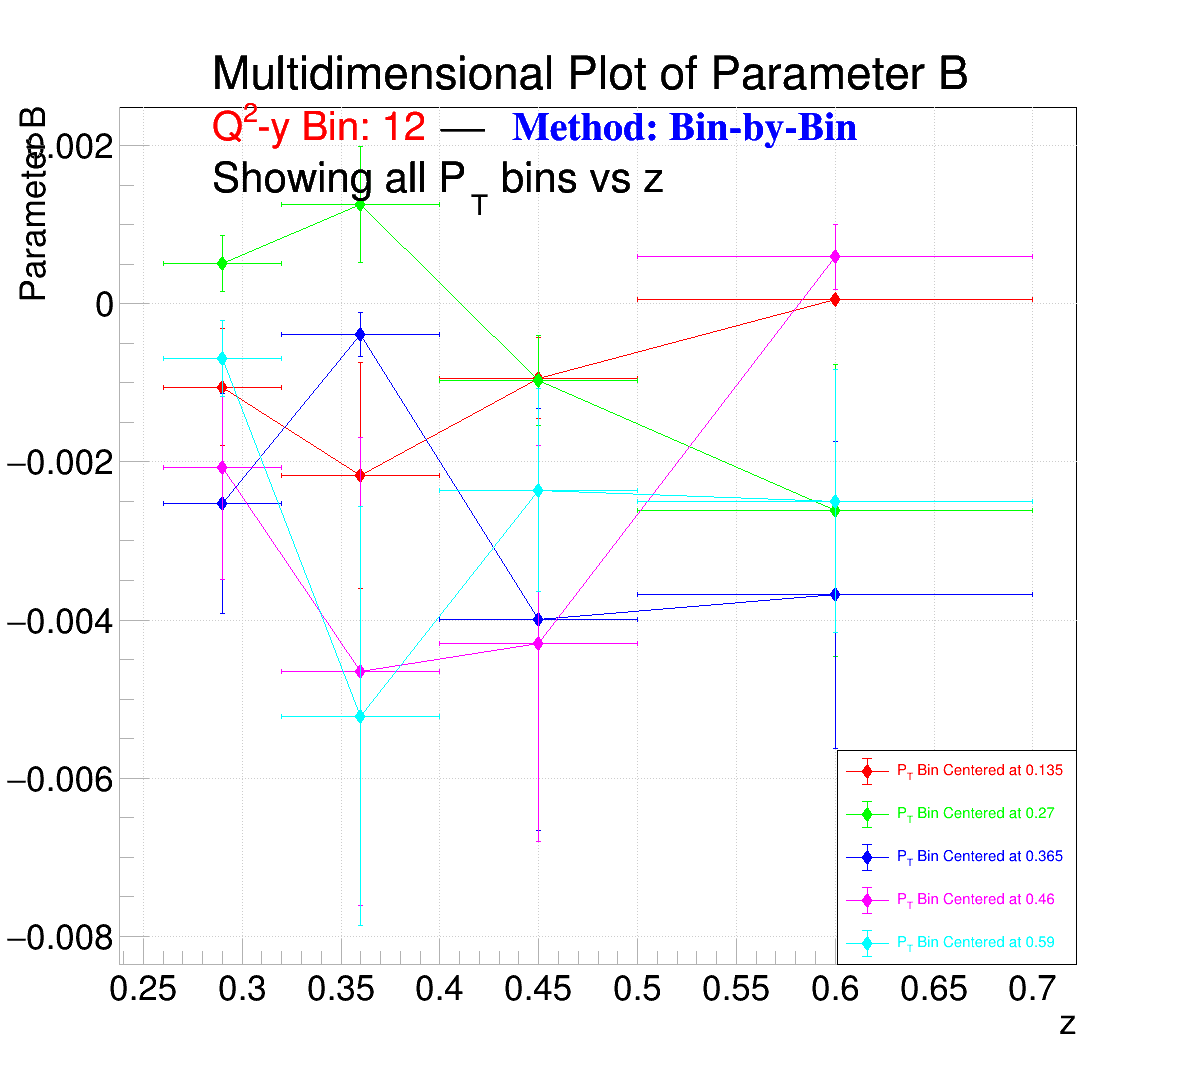 Multidimensional Plot of Parameter B
Q2-y Bin: 12 — Method: Bin-by-Bin
Showing all PT bins vs z
Parameter B
0.002
0
−0.002
−0.004
−0.006
−0.008
PT Bin Centered at 0.135
PT Bin Centered at 0.27
PT Bin Centered at 0.365
PT Bin Centered at 0.46
PT Bin Centered at 0.59
0.25 0.3 0.35 0.4 0.45 0.5 0.55 0.6 0.65 0.7
z